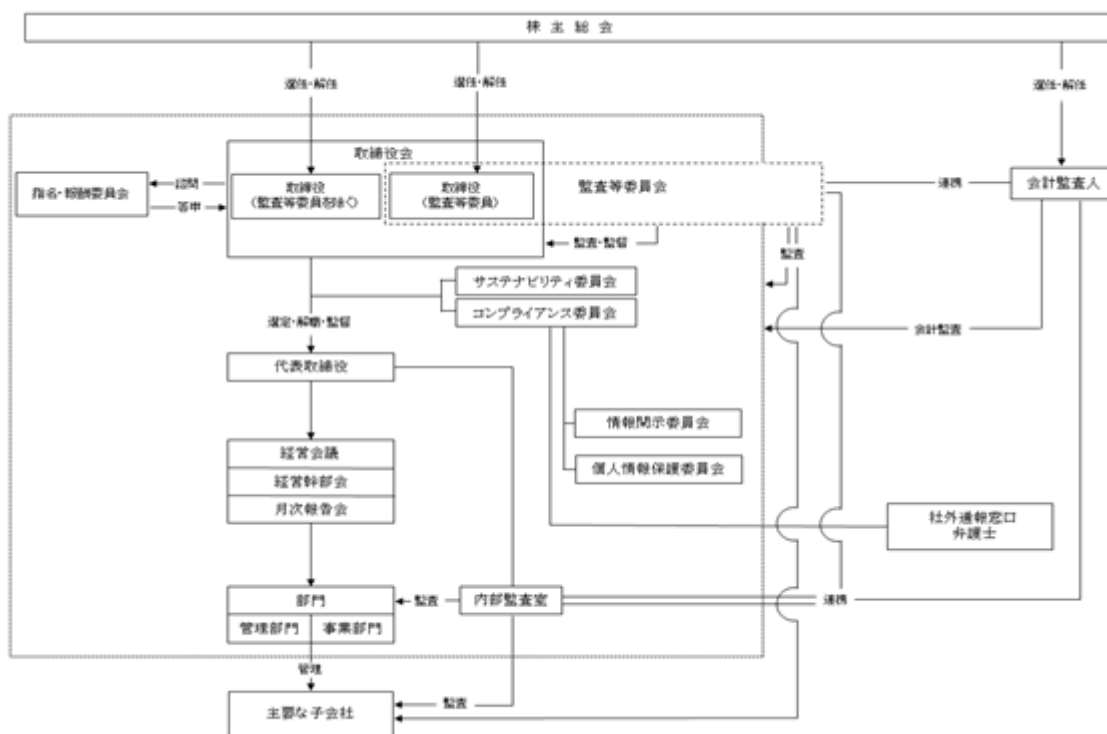 株主総会
選任・解任
選任・解任
選任・解任
取締役会
指名・報酬委員会
諮問
答申
取締役
(監査等委員を除く)
取締役
(監査等委員)
監査等委員会
連携
会計監査人
監査・監督
監査
サステナビリティ委員会
コンプライアンス委員会
選定・解職・監督
会計監査
代表取締役
情報開示委員会
経営会議
個人情報保護委員会
経営幹部会
月次報告会
社外通報窓口
弁護士
部門
監査
内部監査室
連携
管理部門
事業部門
管理
監査
主要な子会社